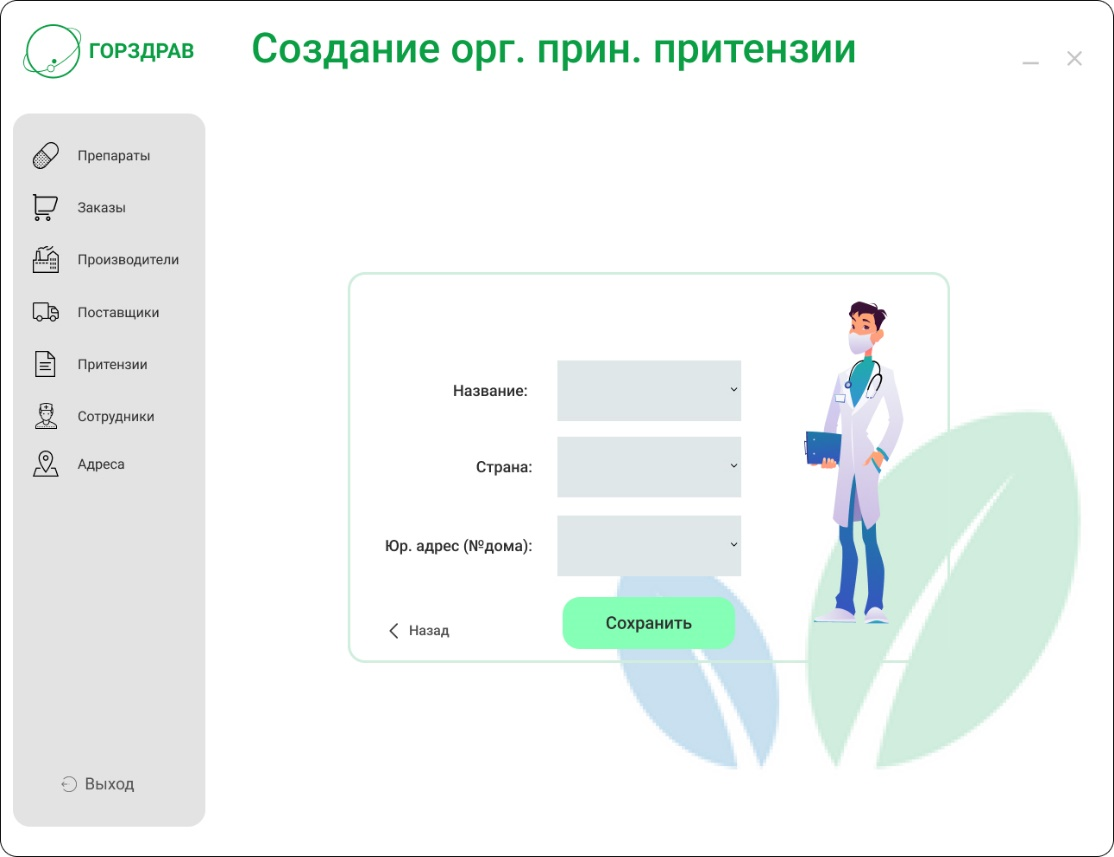 ГОРЗДРАВ
Создание орг. прин. притензии
Препараты
Заказы
Производители
Поставщики
Притензии
Сотрудники
Адреса
Выход
Название:
Страна:
Юр. адрес (№дома):
Назад
Сохранить